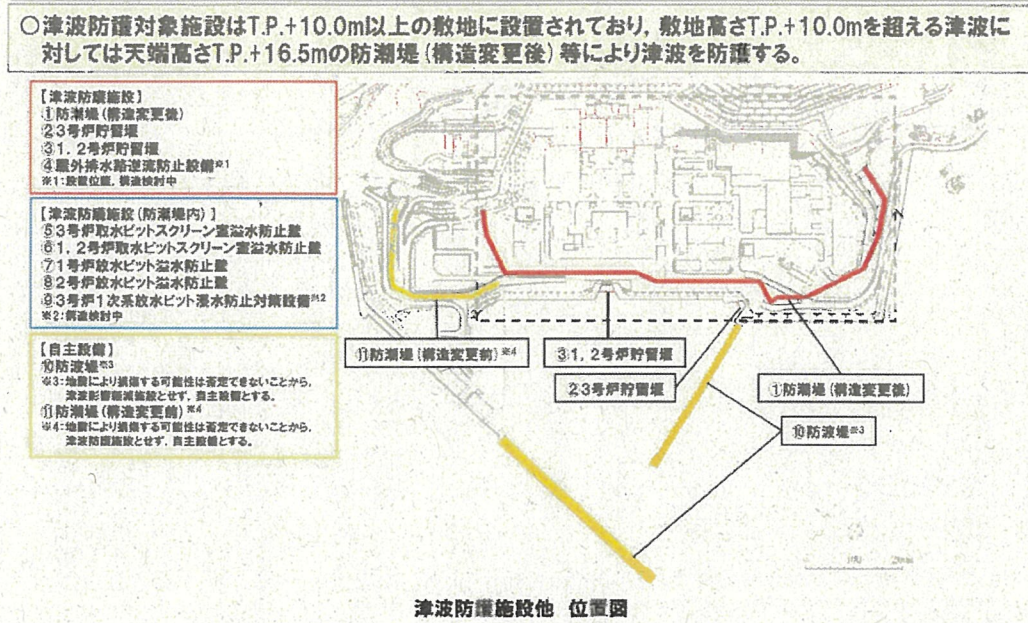 ○津波防護対象施設はT.P.+10.0m以上の敷地に設置されており，敷地高さT.P.+10.0mを超える津波に
対しては天端高さT.P.+16.5mの防潮堤(構造変更後)等により津波を防護する。
【津波防護施設】
①防潮堤(構造変更後)
②3号炉貯留堰
③1，2号炉貯留堰
④屋外排水路逆流防止設備※1
※1：設置位置，構造検討中
【津波防護施設(防潮堤内)】
⑤3号炉取水ピットスクリーン室溢水防止壁
⑥1，2号炉取水ピットスクリーン室溢水防止壁
⑦1号炉放水ピット溢水防止壁
⑧2号炉放水ピット溢水防止壁
⑨3号炉1次系放水ピット浸水防止対策設備※2
※2：構造検討中
【自主設備】
⑩防波堤※3
※3：地震により損傷する可能性は否定できないことから，
津波影響軽減施設とせず，自主設備とする。
⑪防潮堤(構造変更前)※4
※4：地震により損傷する可能性は否定できないことから，
津波防護施設とせず，自主設備とする。
⑪防潮堤(構造変更前)※4
③1，2号炉貯留堰
②3号炉貯留堰
①防潮堤(構造変更後)
⑩防波堤※3
津波防護施設他 位置図